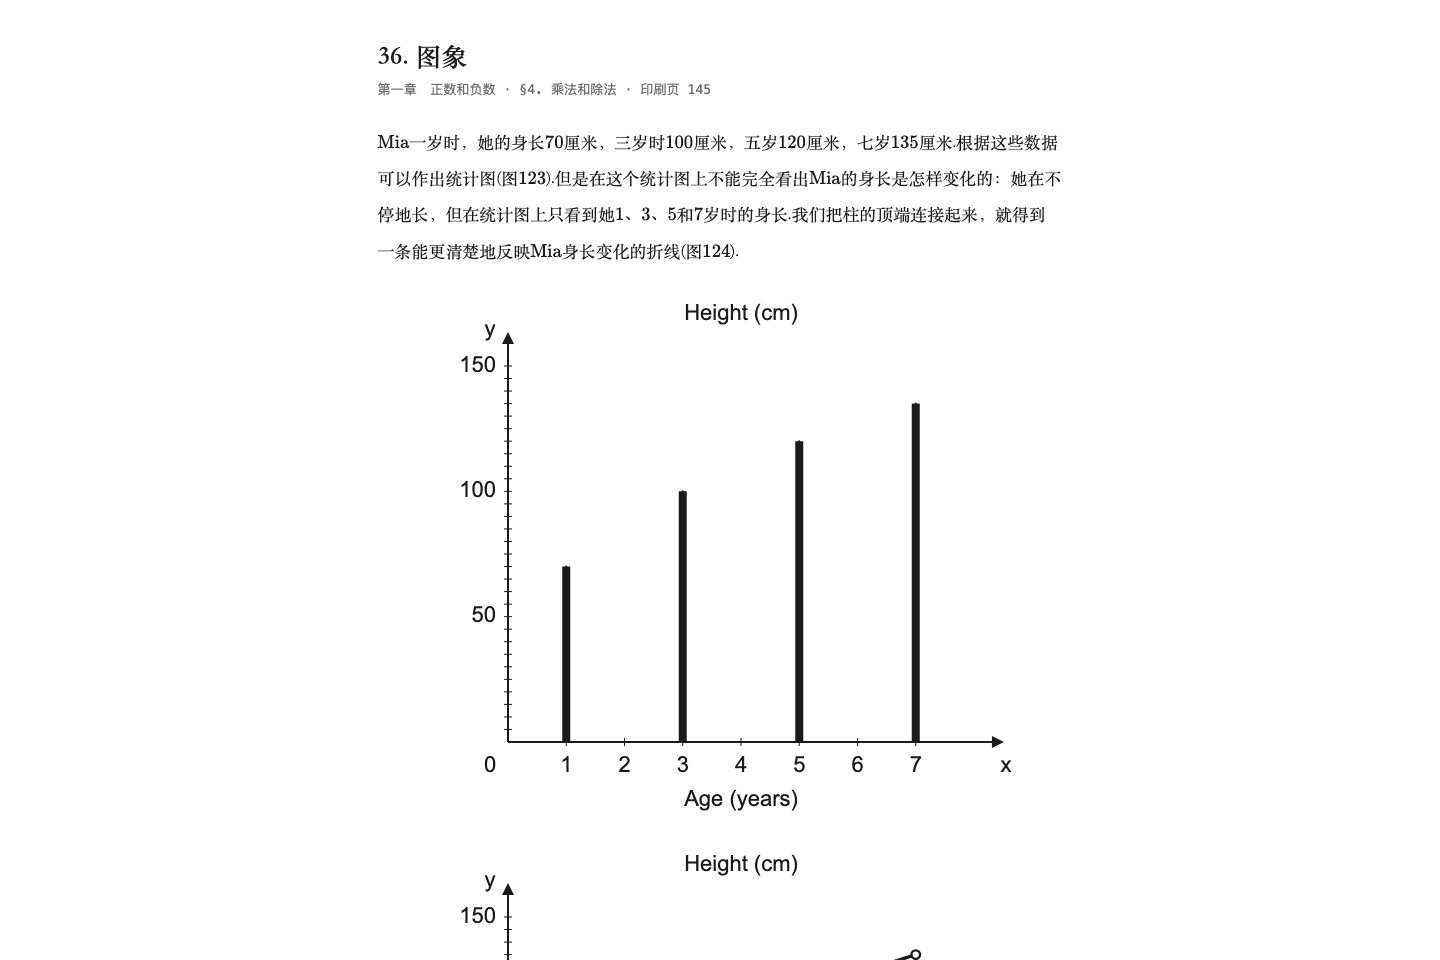 36. 图象
第一章　正数和负数 · §4. 乘法和除法 · 印刷页 145
Mia一岁时，她的身长70厘米，三岁时100厘米，五岁120厘米，七岁135厘米.根据这些数据
可以作出统计图(图123).但是在这个统计图上不能完全看出Mia的身长是怎样变化的：她在不
停地长，但在统计图上只看到她1、3、5和7岁时的身长.我们把柱的顶端连接起来，就得到
一条能更清楚地反映Mia身长变化的折线(图124).
Height (cm)
y
150
100
50
0 1 2 3 4 5 6 7 x
Age (years)
Height (cm)
y
150